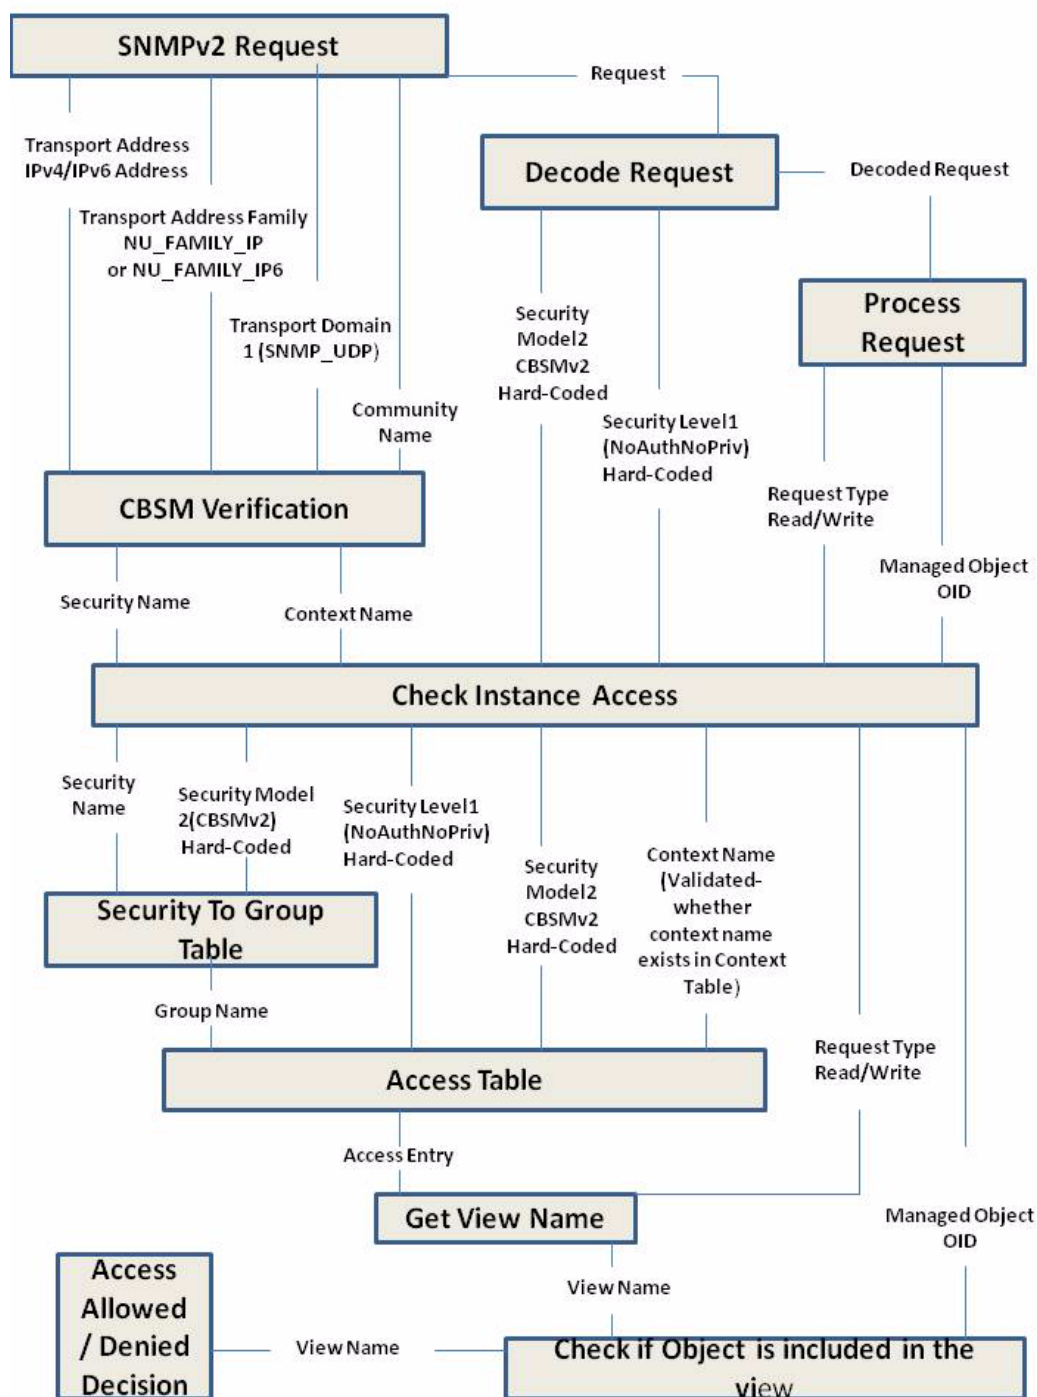 SNMPv2 Request
Request
Transport Address
IPv4/IPv6 Address
Decode Request
Decoded Request
Transport Address Family
NU_FAMILY_IP
or NU_FAMILY_IP6
Process
Request
Security
Model2
CBSMv2
Hard-Coded
Transport Domain
1 (SNMP_UDP)
Community
Name
Security Level1
(NoAuthNoPriv)
Hard-Coded
CBSM Verification
Request Type
Read/Write
Managed Object
OID
Security Name
Context Name
Check Instance Access
Security
Name
Security Model
2(CBSMv2)
Hard-Coded
Security Level1
(NoAuthNoPriv)
Hard-Coded
Security
Model2
CBSMv2
Hard-Coded
Context Name
(Validated-
whether
context name
exists in Context
Table)
Security To Group
Table
Group Name
Request Type
Read/Write
Access Table
Access Entry
Get View Name
Managed Object
OID
View Name
Access
Allowed
/ Denied
Decision
View Name
Check if Object is included in the
view